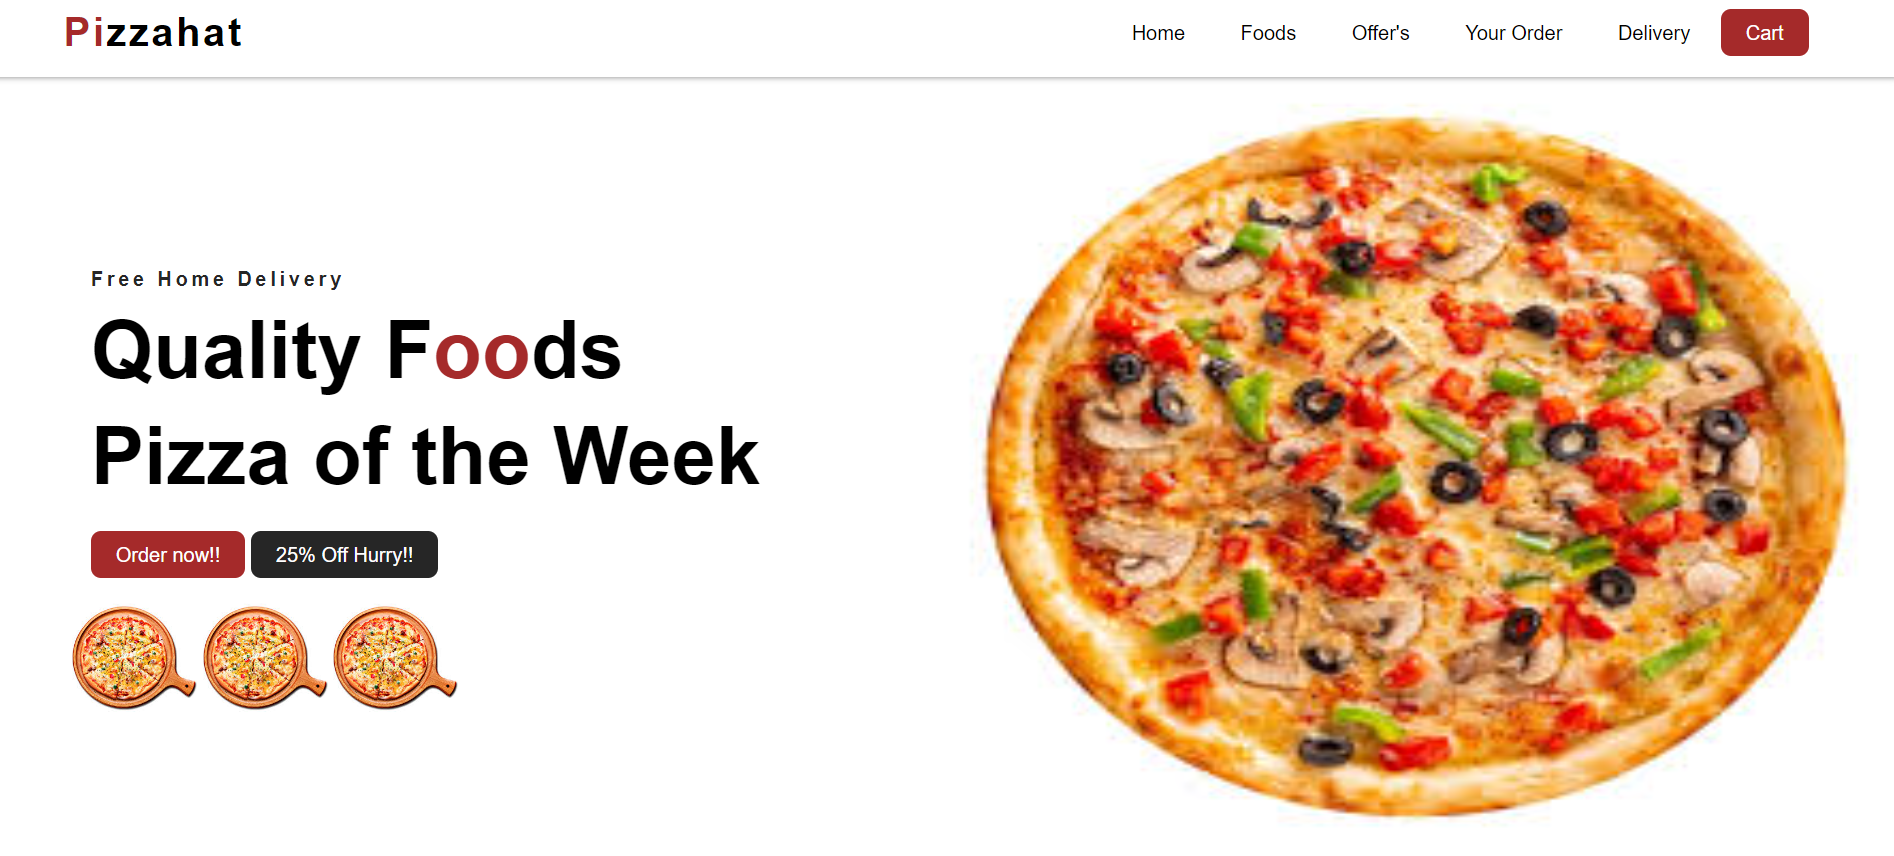 Pizzahat
Home Foods Offer's Your Order Delivery Cart
Free Home Delivery
Quality Foods
Pizza of the Week
Order now!! 25% Off Hurry!!